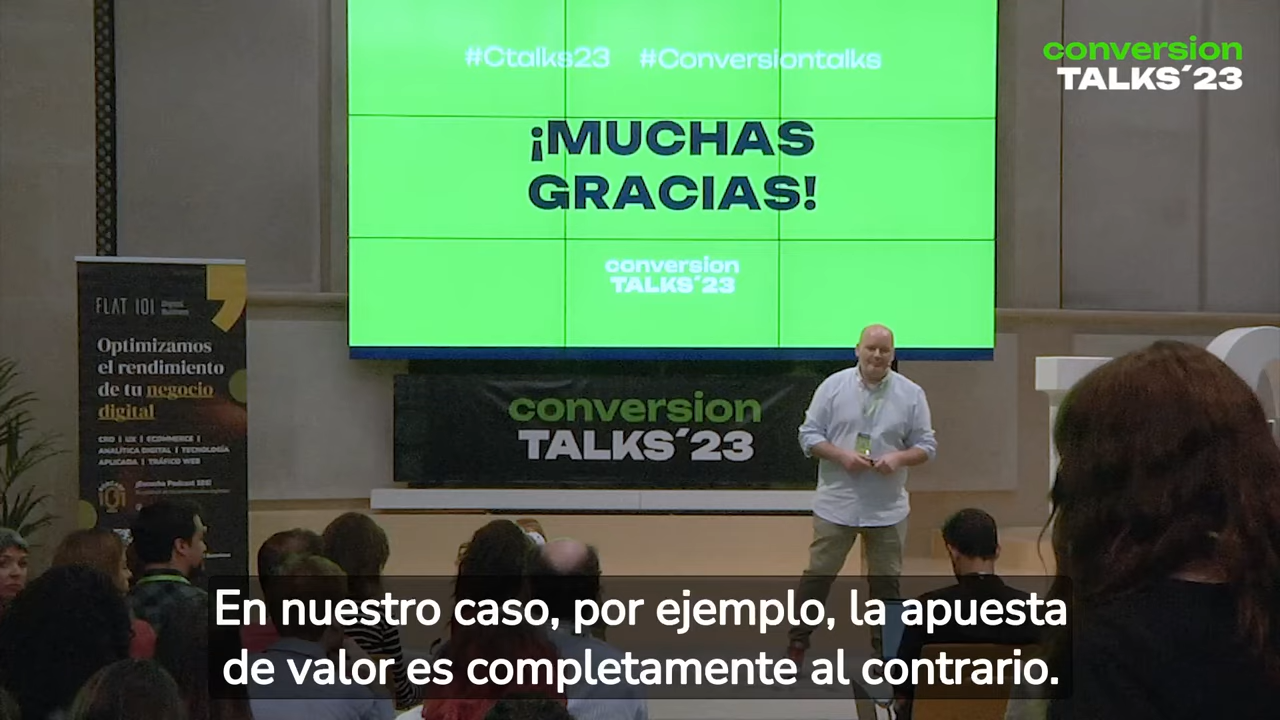 #Ctalks23 #Conversiontalks
conversion
TALKS´23
¡MUCHAS
GRACIAS!
conversion
TALKS´23
FLAT 101 Digital
Business
Optimizamos
el rendimiento
de tu negocio
digital
CRO | UX | ECOMMERCE |
ANALÍTICA DIGITAL | TECNOLOGÍA
APLICADA | TRÁFICO WEB
conversion
TALKS´23
En nuestro caso, por ejemplo, la apuesta
de valor es completamente al contrario.